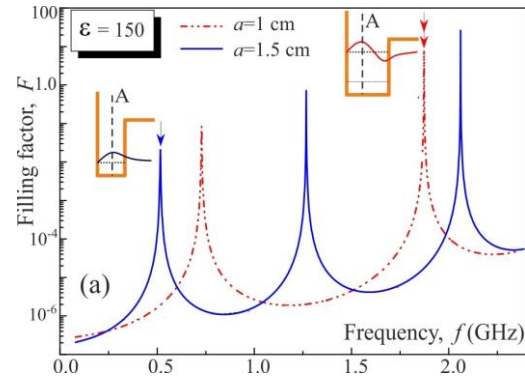 ε = 150
a=1 cm
a=1.5 cm
A
A
Filling factor, F
100
1.0
10⁻⁴
10⁻⁶
(a)
Frequency, f (GHz)
0.0 0.5 1.0 1.5 2.0